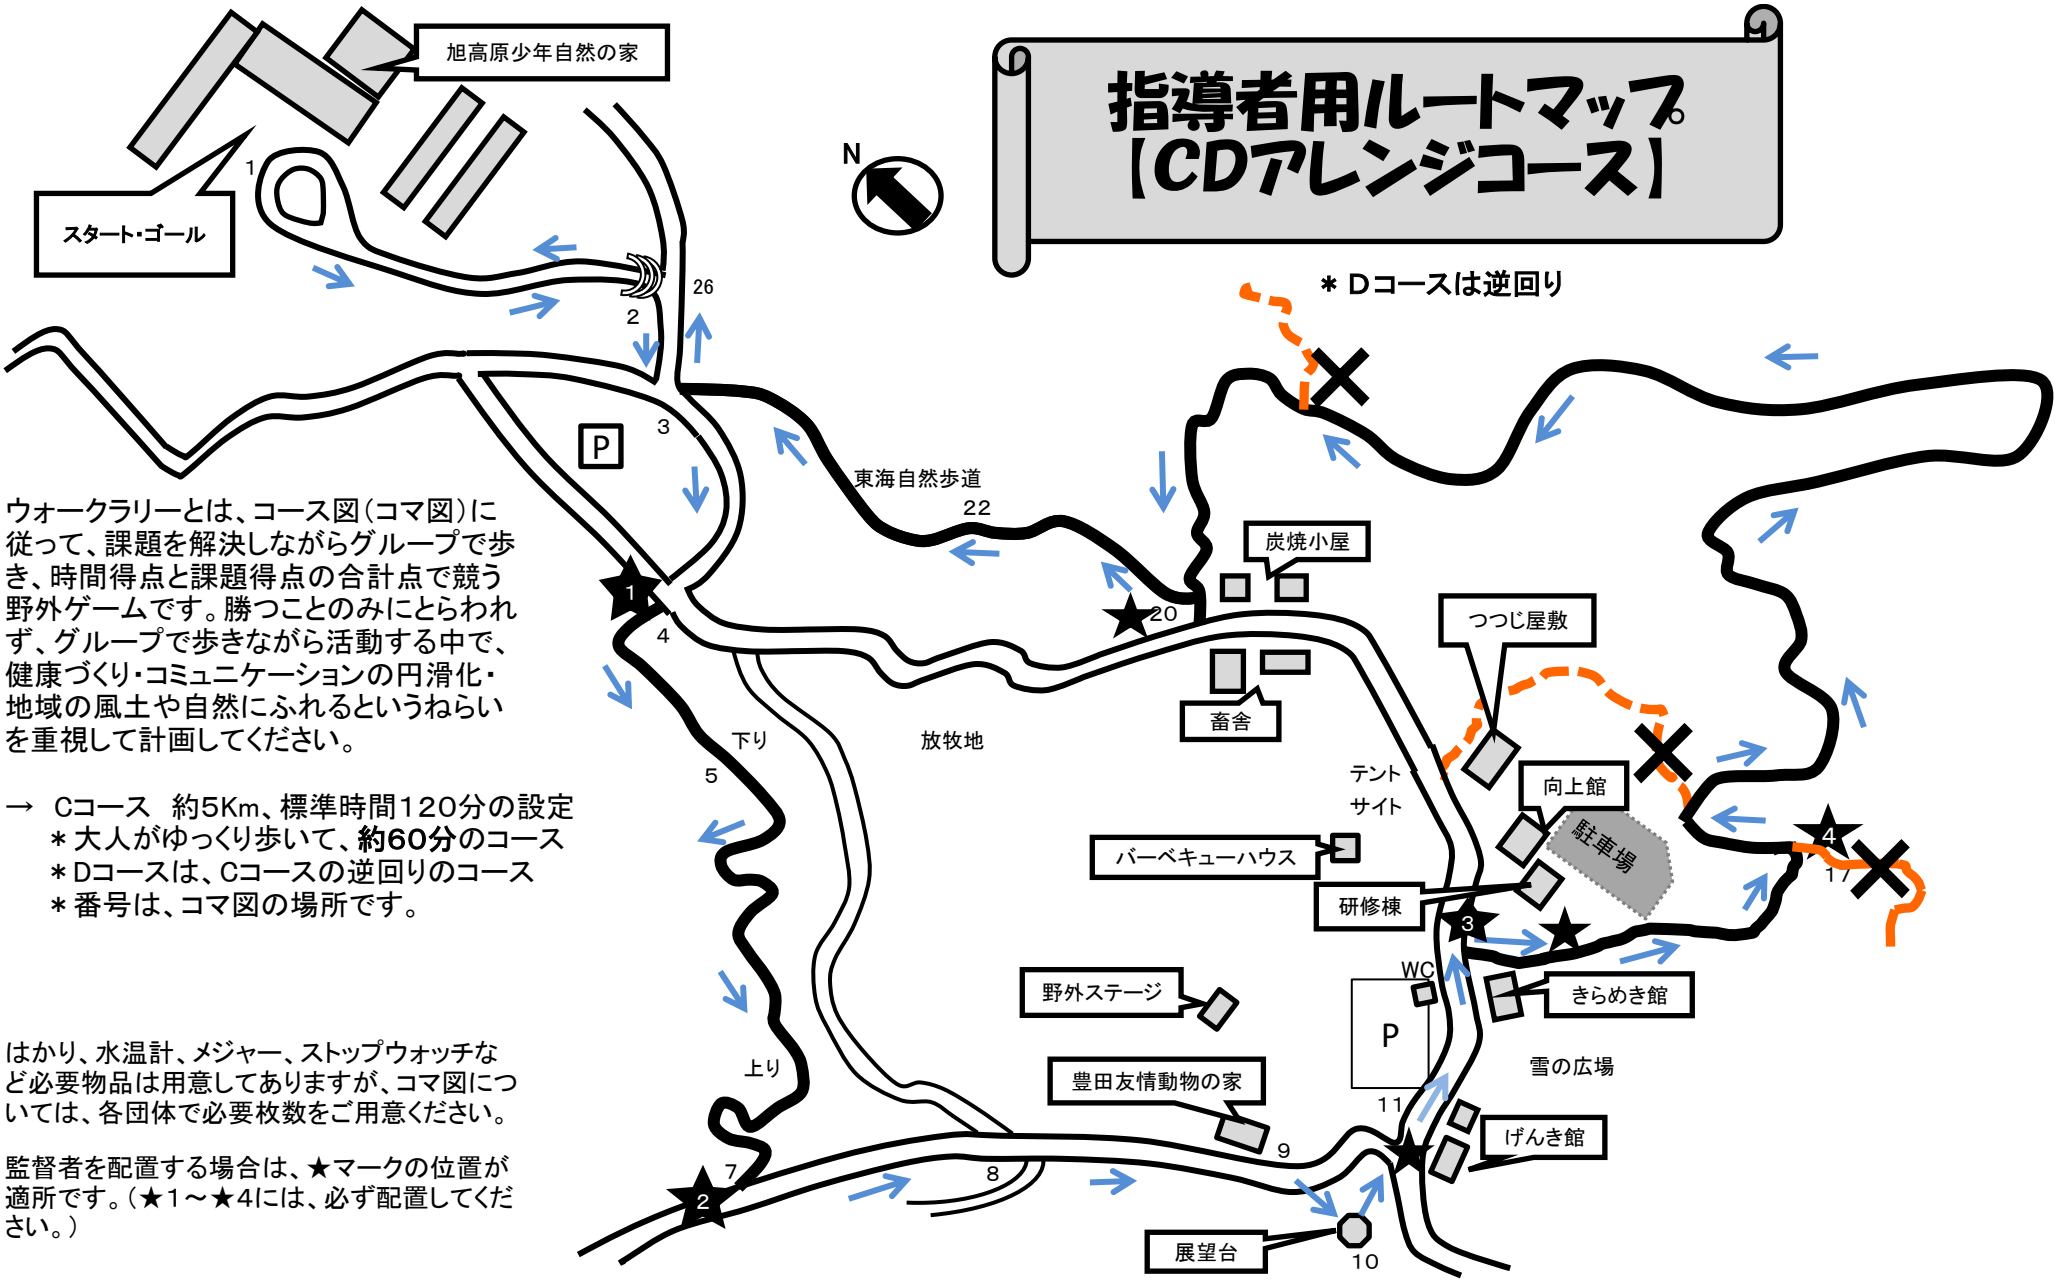 旭高原少年自然の家
指導者用ルートマップ
【CDアレンジコース】
N
1
スタート・ゴール
＊Ｄコースは逆回り
26
2
3
P
東海自然歩道
22
ウォークラリーとは、コース図（コマ図）に
従って、課題を解決しながらグループで歩
き、時間得点と課題得点の合計点で競う
野外ゲームです。勝つことのみにとらわれ
ず、グループで歩きながら活動する中で、
健康づくり・コミュニケーションの円滑化・
地域の風土や自然にふれるというねらい
を重視して計画してください。
炭焼小屋
1
4
20
つつじ屋敷
畜舎
下り
放牧地
5
テント
サイト
向上館
駐車場
→　Cコース　約5Km、標準時間120分の設定
＊大人がゆっくり歩いて、約60分のコース
＊Dコースは、Cコースの逆回りのコース
＊番号は、コマ図の場所です。
バーベキューハウス
4
17
研修棟
3
WC
野外ステージ
きらめき館
P
はかり、水温計、メジャー、ストップウォッチな
ど必要物品は用意してありますが、コマ図につ
いては、各団体で必要枚数をご用意ください。
上り
雪の広場
豊田友情動物の家
11
げんき館
9
監督者を配置する場合は、★マークの位置が
適所です。（★1～★4には、必ず配置してくだ
さい。）
7
8
2
展望台
10